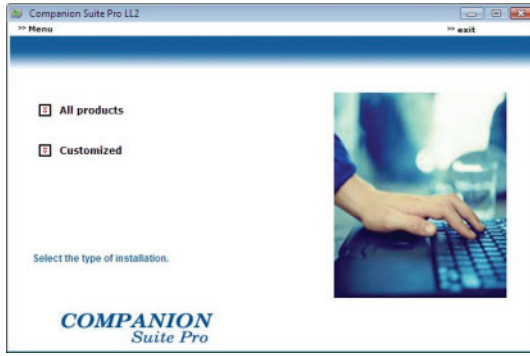 Companion Suite Pro LL2
>> Menu >> exit
All products
Customized
Select the type of installation.
COMPANION
Suite Pro